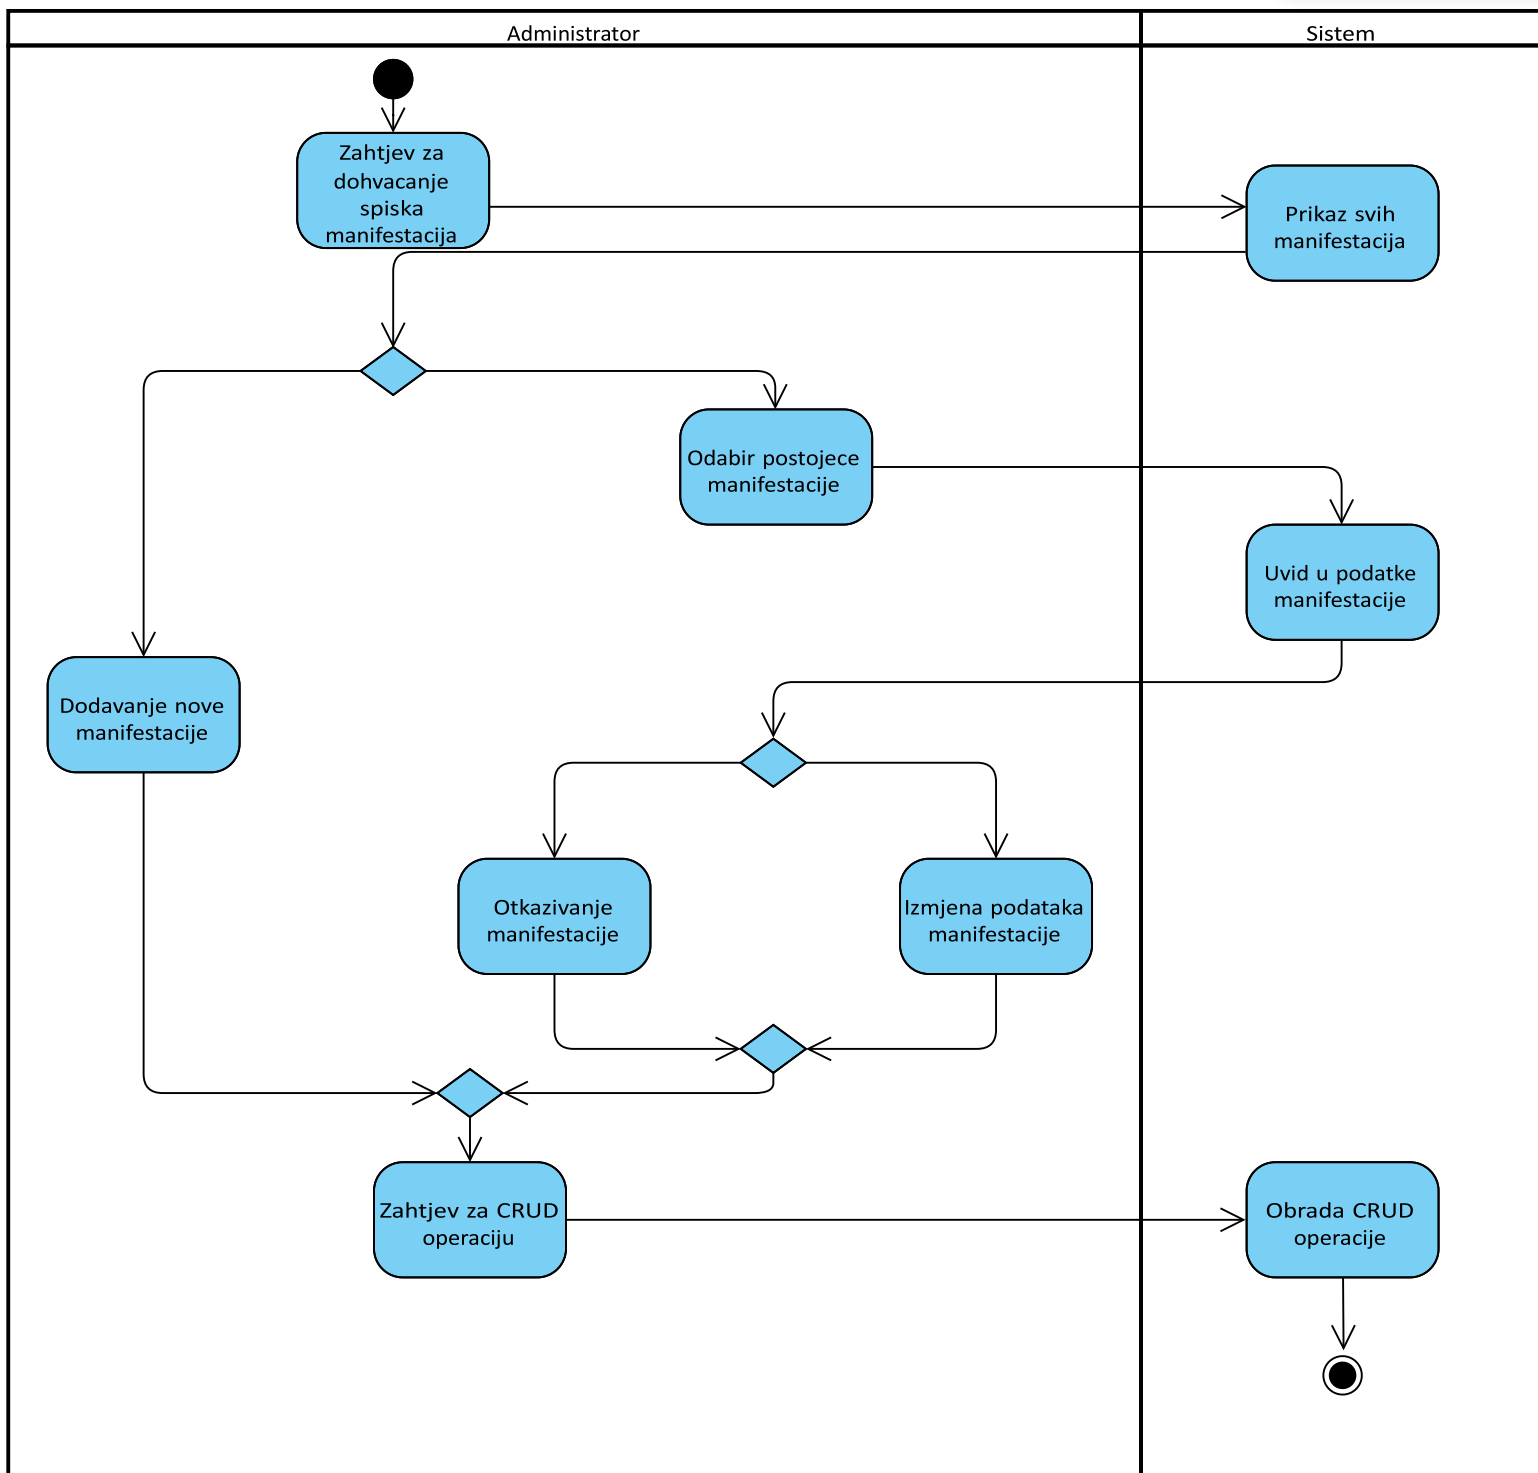 Administrator
Sistem
Zahtjev za
dohvacanje
spiska
manifestacija
Prikaz svih
manifestacija
Odabir postojece
manifestacije
Uvid u podatke
manifestacije
Dodavanje nove
manifestacije
Otkazivanje
manifestacije
Izmjena podataka
manifestacije
Zahtjev za CRUD
operaciju
Obrada CRUD
operacije